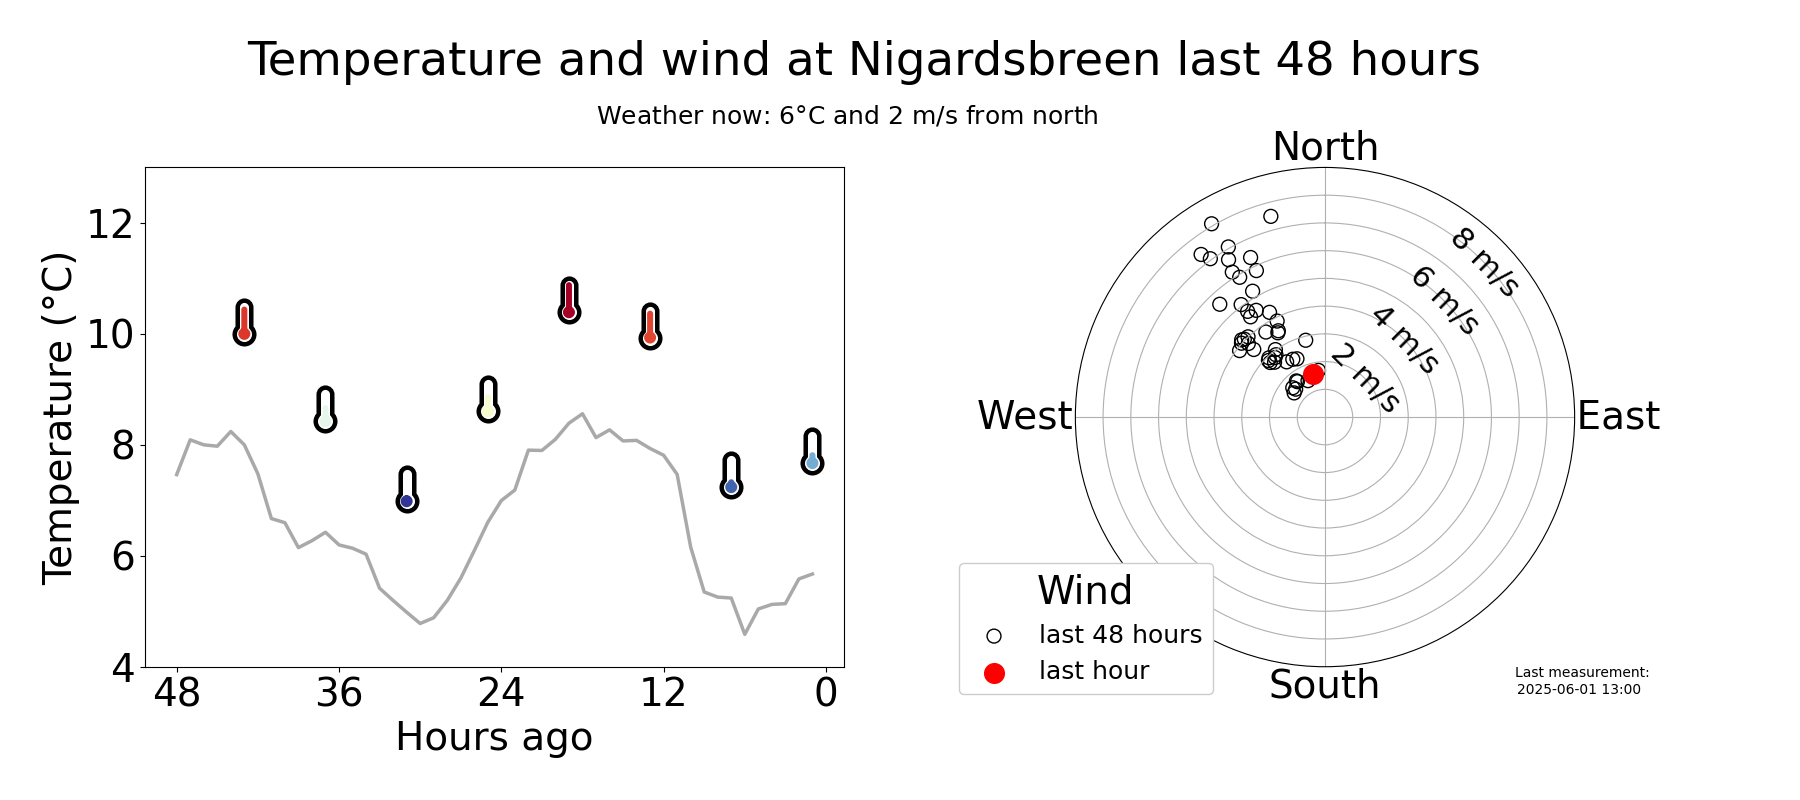 Temperature and wind at Nigardsbreen last 48 hours
Weather now: 6°C and 2 m/s from north
Temperature (°C)
12
10
8
6
4
48 36 24 12 0
Hours ago
North
West
East
South
8 m/s
6 m/s
4 m/s
2 m/s
Wind
last 48 hours
last hour
Last measurement:
2025-06-01 13:00